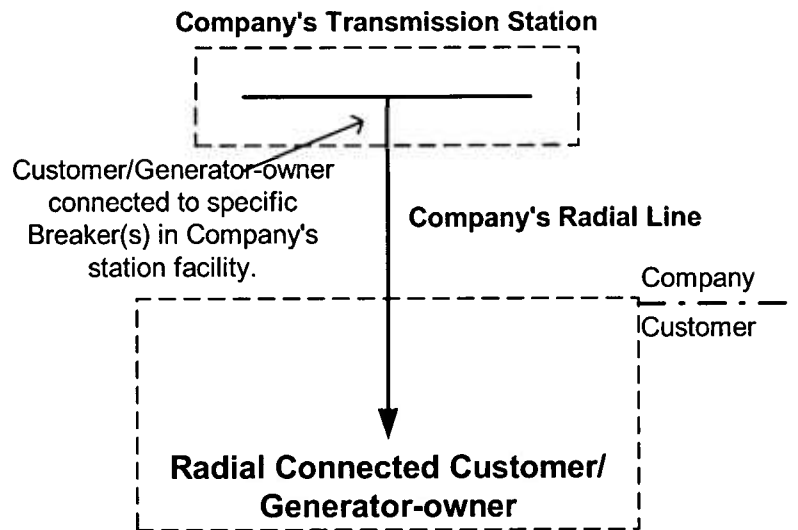 Company's Transmission Station
Customer/Generator-owner
connected to specific
Breaker(s) in Company's
station facility.
Company's Radial Line
Company
Customer
Radial Connected Customer/
Generator-owner